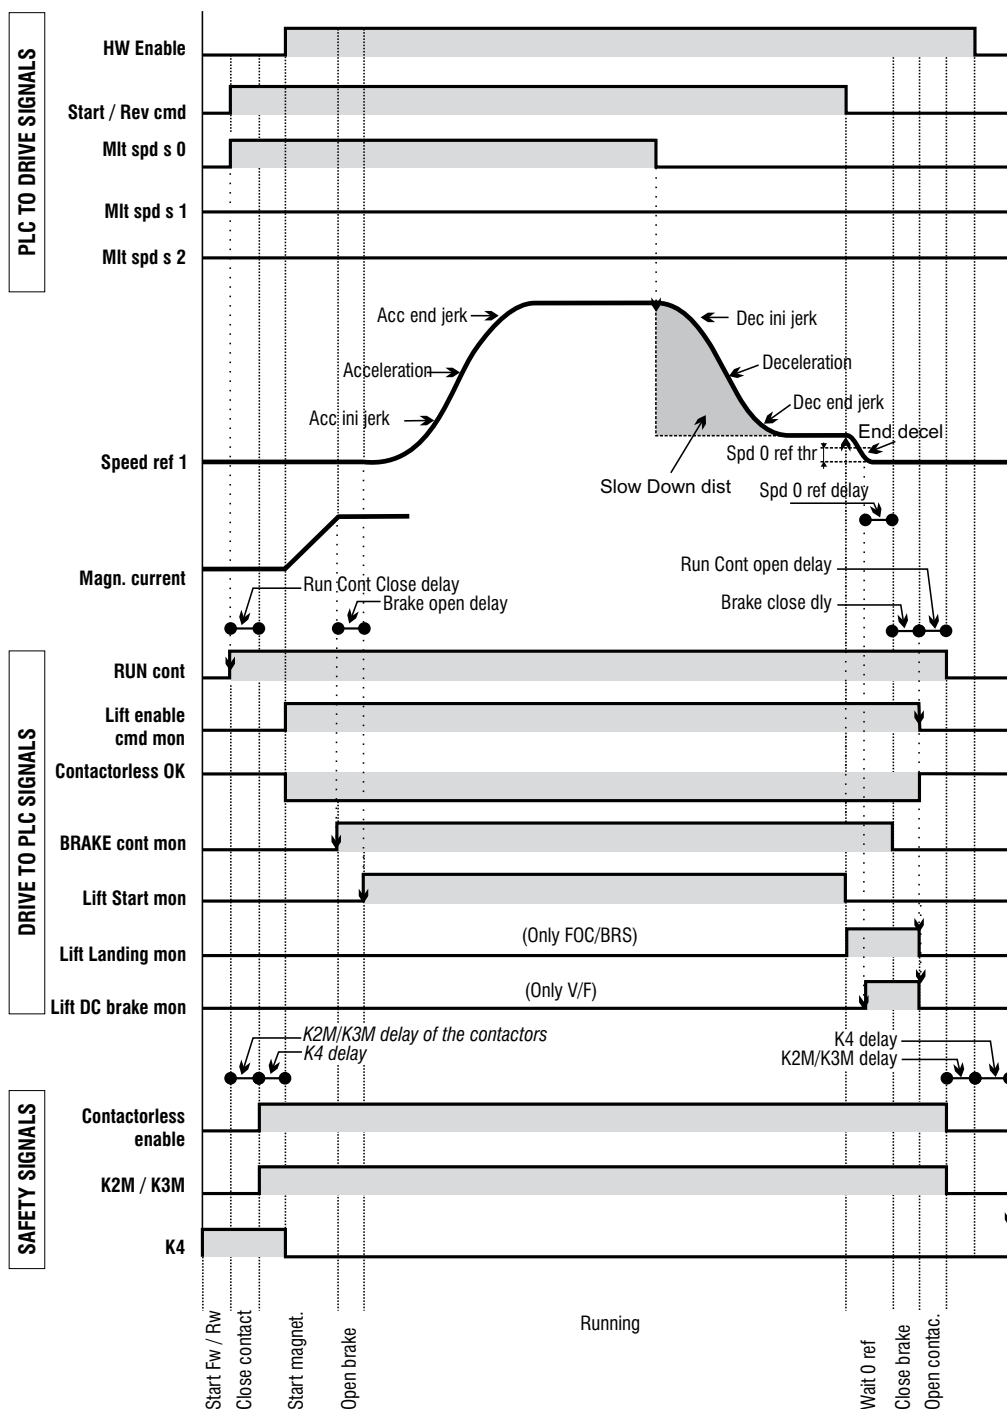 PLC TO DRIVE SIGNALS
HW Enable
Start / Rev cmd
Mlt spd s 0
Mlt spd s 1
Mlt spd s 2
Acc end jerk
Dec ini jerk
Acceleration
Deceleration
Acc ini jerk
Dec end jerk
End decel
Spd 0 ref thr
Speed ref 1
Slow Down dist
Spd 0 ref delay
Magn. current
Run Cont Close delay
Brake open delay
Run Cont open delay
Brake close dly
DRIVE TO PLC SIGNALS
RUN cont
Lift enable
cmd mon
Contactorless OK
BRAKE cont mon
Lift Start mon
(Only FOC/BRS)
Lift Landing mon
(Only V/F)
Lift DC brake mon
K2M/K3M delay of the contactors
K4 delay
K4 delay
K2M/K3M delay
SAFETY SIGNALS
Contactorless
enable
K2M / K3M
K4
Start Fw / Rw
Close contact
Start magnet.
Open brake
Running
Wait 0 ref
Close brake
Open contac.